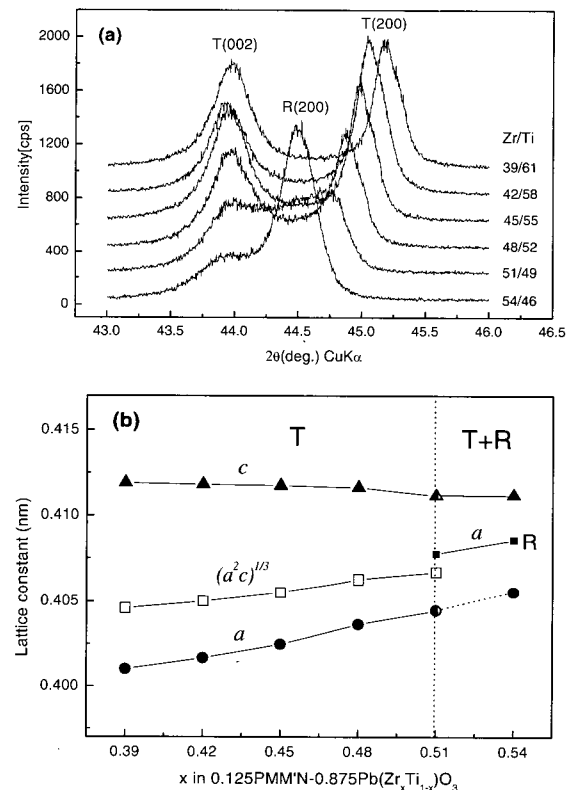 (a)
T(002)
T(200)
R(200)
Intensity[cps]
2000
1600
1200
800
400
0
Zr/Ti
39/61
42/58
45/55
48/52
51/49
54/46
43.0 43.5 44.0 44.5 45.0 45.5 46.0 46.5
2θ(deg.) CuKα
(b)
T
T+R
c
a
R
(a²c)^1/3
a
Lattice constant (nm)
0.415
0.410
0.405
0.400
0.39 0.42 0.45 0.48 0.51 0.54
x in 0.125PMM'N-0.875Pb(ZrₓTi₁₋ₓ)O₃